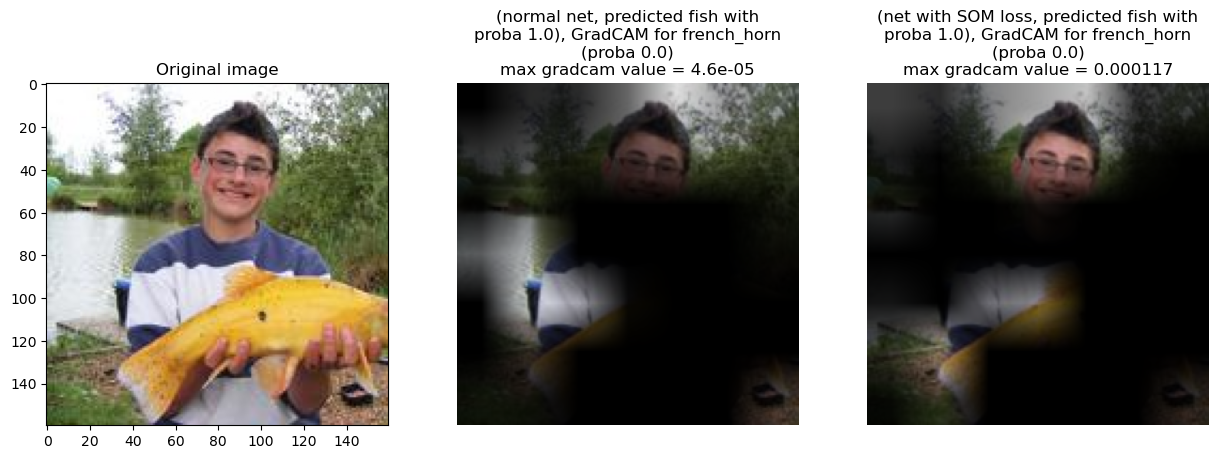 Original image
0
20
40
60
80
100
120
140
0 20 40 60 80 100 120 140
(normal net, predicted fish with
proba 1.0), GradCAM for french_horn
(proba 0.0)
max gradcam value = 4.6e-05
(net with SOM loss, predicted fish with
proba 1.0), GradCAM for french_horn
(proba 0.0)
max gradcam value = 0.000117